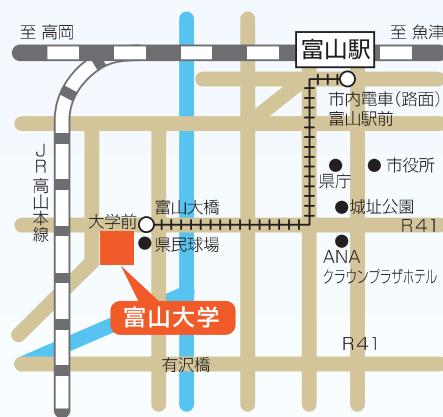 至 高岡
至 魚津
富山駅
市内電車(路面)
富山駅前
JR高山本線
県庁
市役所
富山大橋
城址公園
大学前
R41
県民球場
ANA
クラウンプラザホテル
富山大学
R41
有沢橋